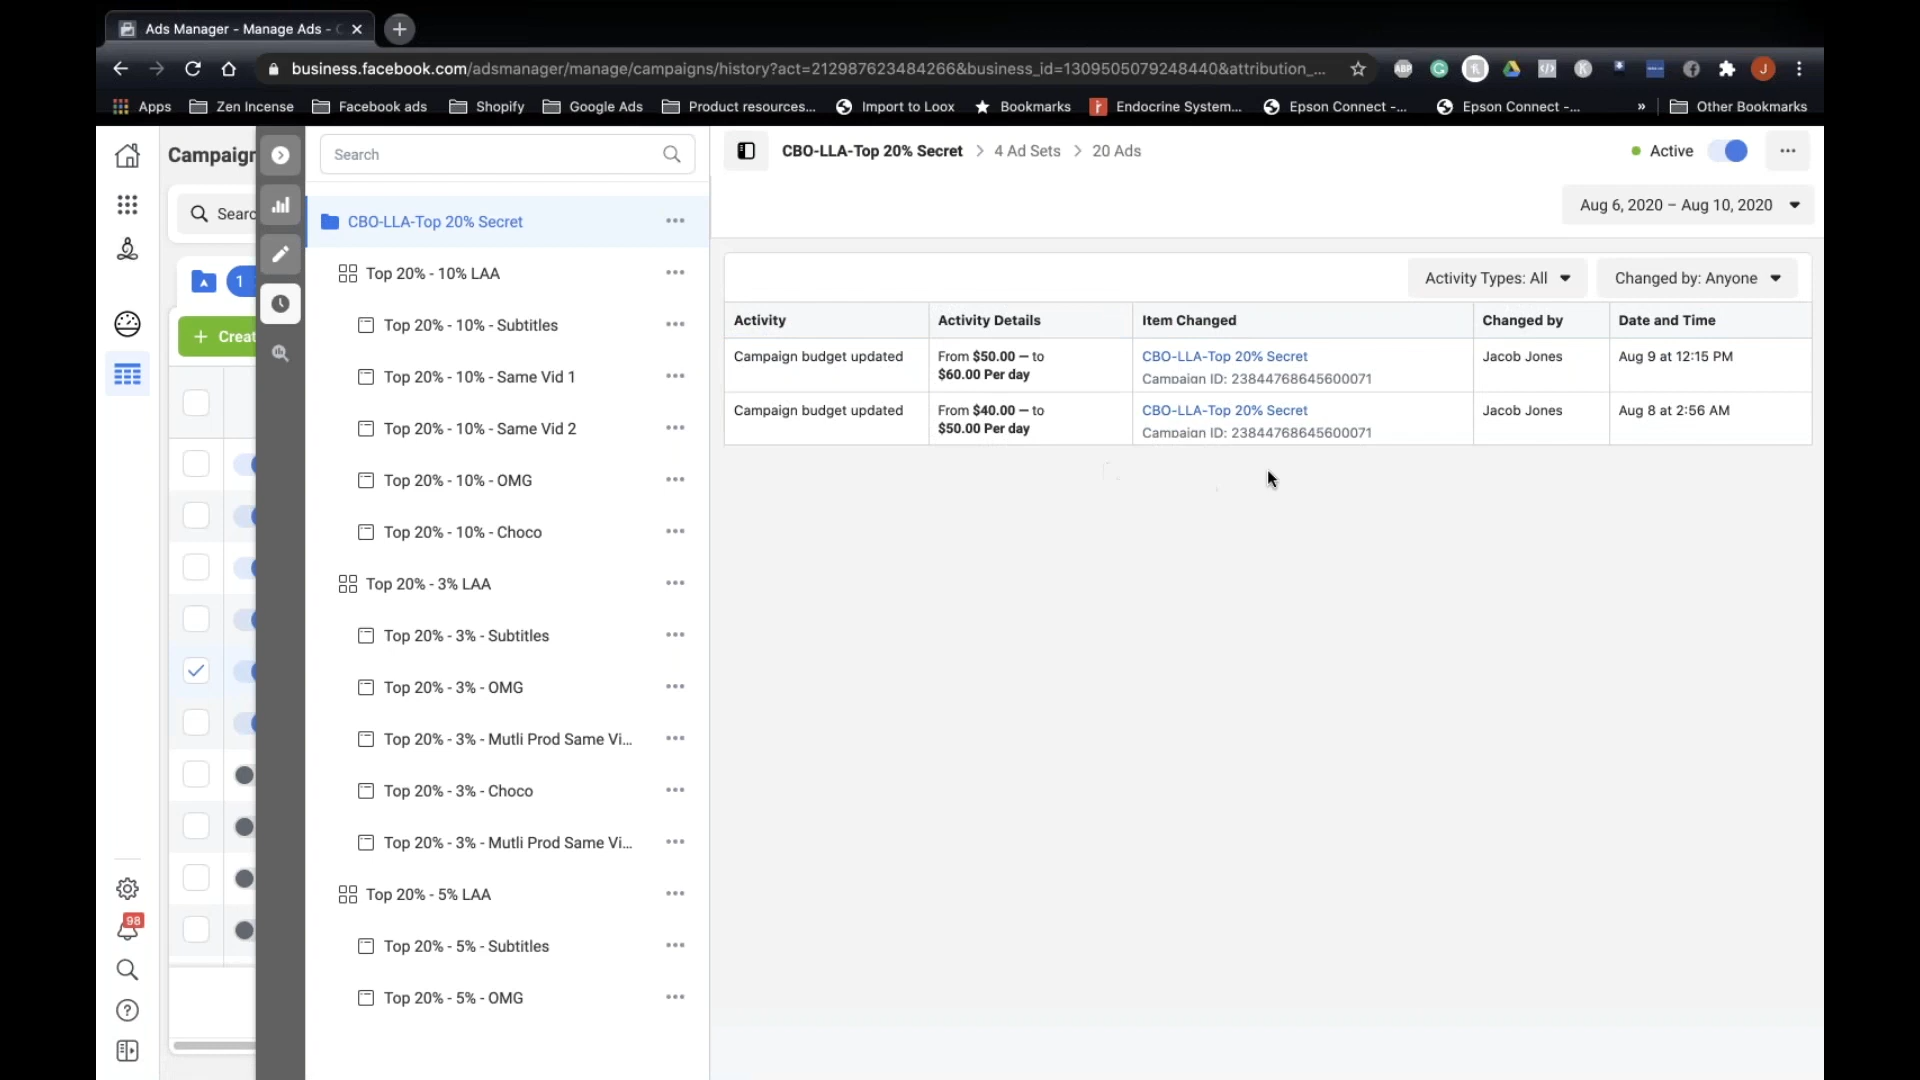 Ads Manager - Manage Ads - C
business.facebook.com/adsmanager/manage/campaigns/history?act=212987623484266&business_id=1309505079248440&attribution_...
ABP
J
Apps
Zen Incense
Facebook ads
Shopify
Google Ads
Product resources...
Import to Loox
Bookmarks
Endocrine System...
Epson Connect -...
Epson Connect -...
»
Other Bookmarks
Campaign
Searc
1
+ Creat
98
Search
CBO-LLA-Top 20% Secret
Top 20% - 10% LAA
Top 20% - 10% - Subtitles
Top 20% - 10% - Same Vid 1
Top 20% - 10% - Same Vid 2
Top 20% - 10% - OMG
Top 20% - 10% - Choco
Top 20% - 3% LAA
Top 20% - 3% - Subtitles
Top 20% - 3% - OMG
Top 20% - 3% - Mutli Prod Same Vi...
Top 20% - 3% - Choco
Top 20% - 3% - Mutli Prod Same Vi...
Top 20% - 5% LAA
Top 20% - 5% - Subtitles
Top 20% - 5% - OMG
CBO-LLA-Top 20% Secret > 4 Ad Sets > 20 Ads
Active
Aug 6, 2020 – Aug 10, 2020
Activity Types: All
Changed by: Anyone
Activity
Activity Details
Item Changed
Changed by
Date and Time
Campaign budget updated
From $50.00 — to
$60.00 Per day
CBO-LLA-Top 20% Secret
Campaign ID: 23844768645600071
Jacob Jones
Aug 9 at 12:15 PM
Campaign budget updated
From $40.00 — to
$50.00 Per day
CBO-LLA-Top 20% Secret
Campaign ID: 23844768645600071
Jacob Jones
Aug 8 at 2:56 AM